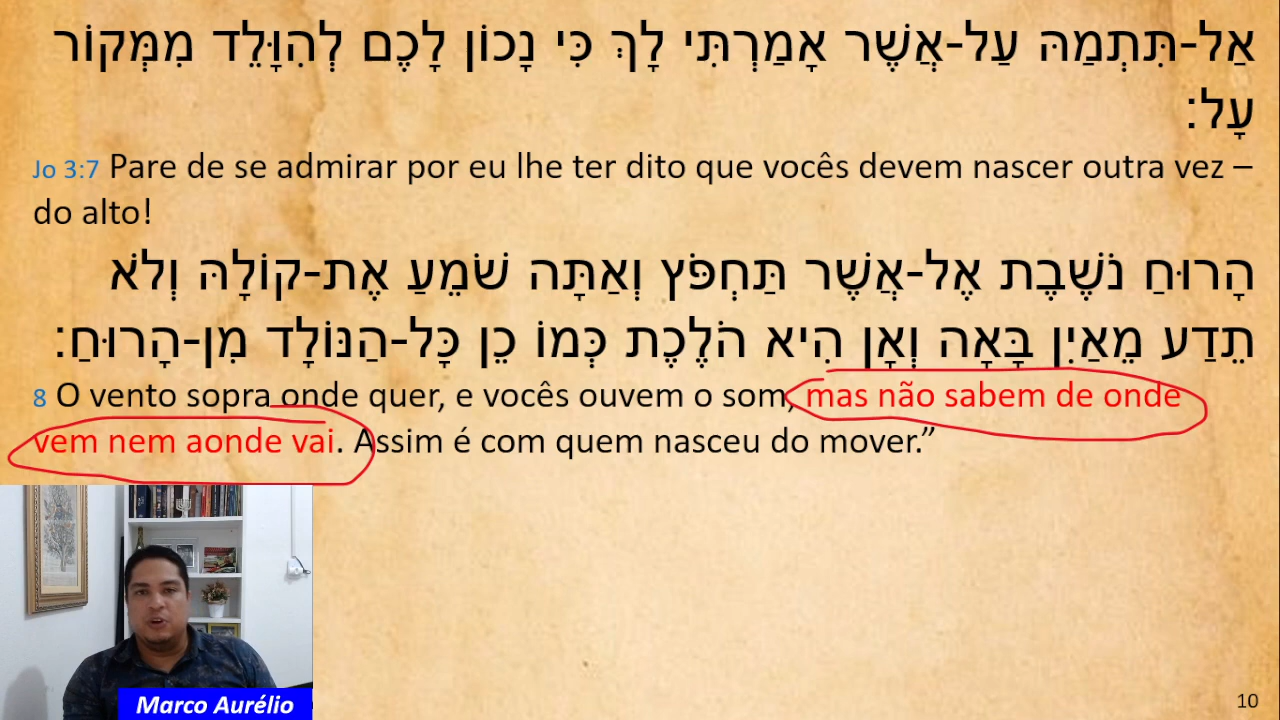 אַל-תִּתְמַהּ עַל-אֲשֶׁר אָמַרְתִּי לָךְ כִּי נָכוֹן לָכֶם לְהִוָּלֵד מִמְּקוֹר
עָל׃
Jo 3:7 Pare de se admirar por eu lhe ter dito que vocês devem nascer outra vez –
do alto!
הָרוּחַ נֹשֶׁבֶת אֶל-אֲשֶׁר תַּחְפֹּץ וְאַתָּה שֹׁמֵעַ אֶת-קוֹלָהּ וְלֹא
תֵדַע מֵאַיִן בָּאָה וְאָן הִיא הֹלֶכֶת כְּמוֹ כֵן כָּל-הַנּוֹלָד מִן-הָרוּחַ׃
8 O vento sopra onde quer, e vocês ouvem o som, mas não sabem de onde
vem nem aonde vai. Assim é com quem nasceu do mover.”
Marco Aurélio
10